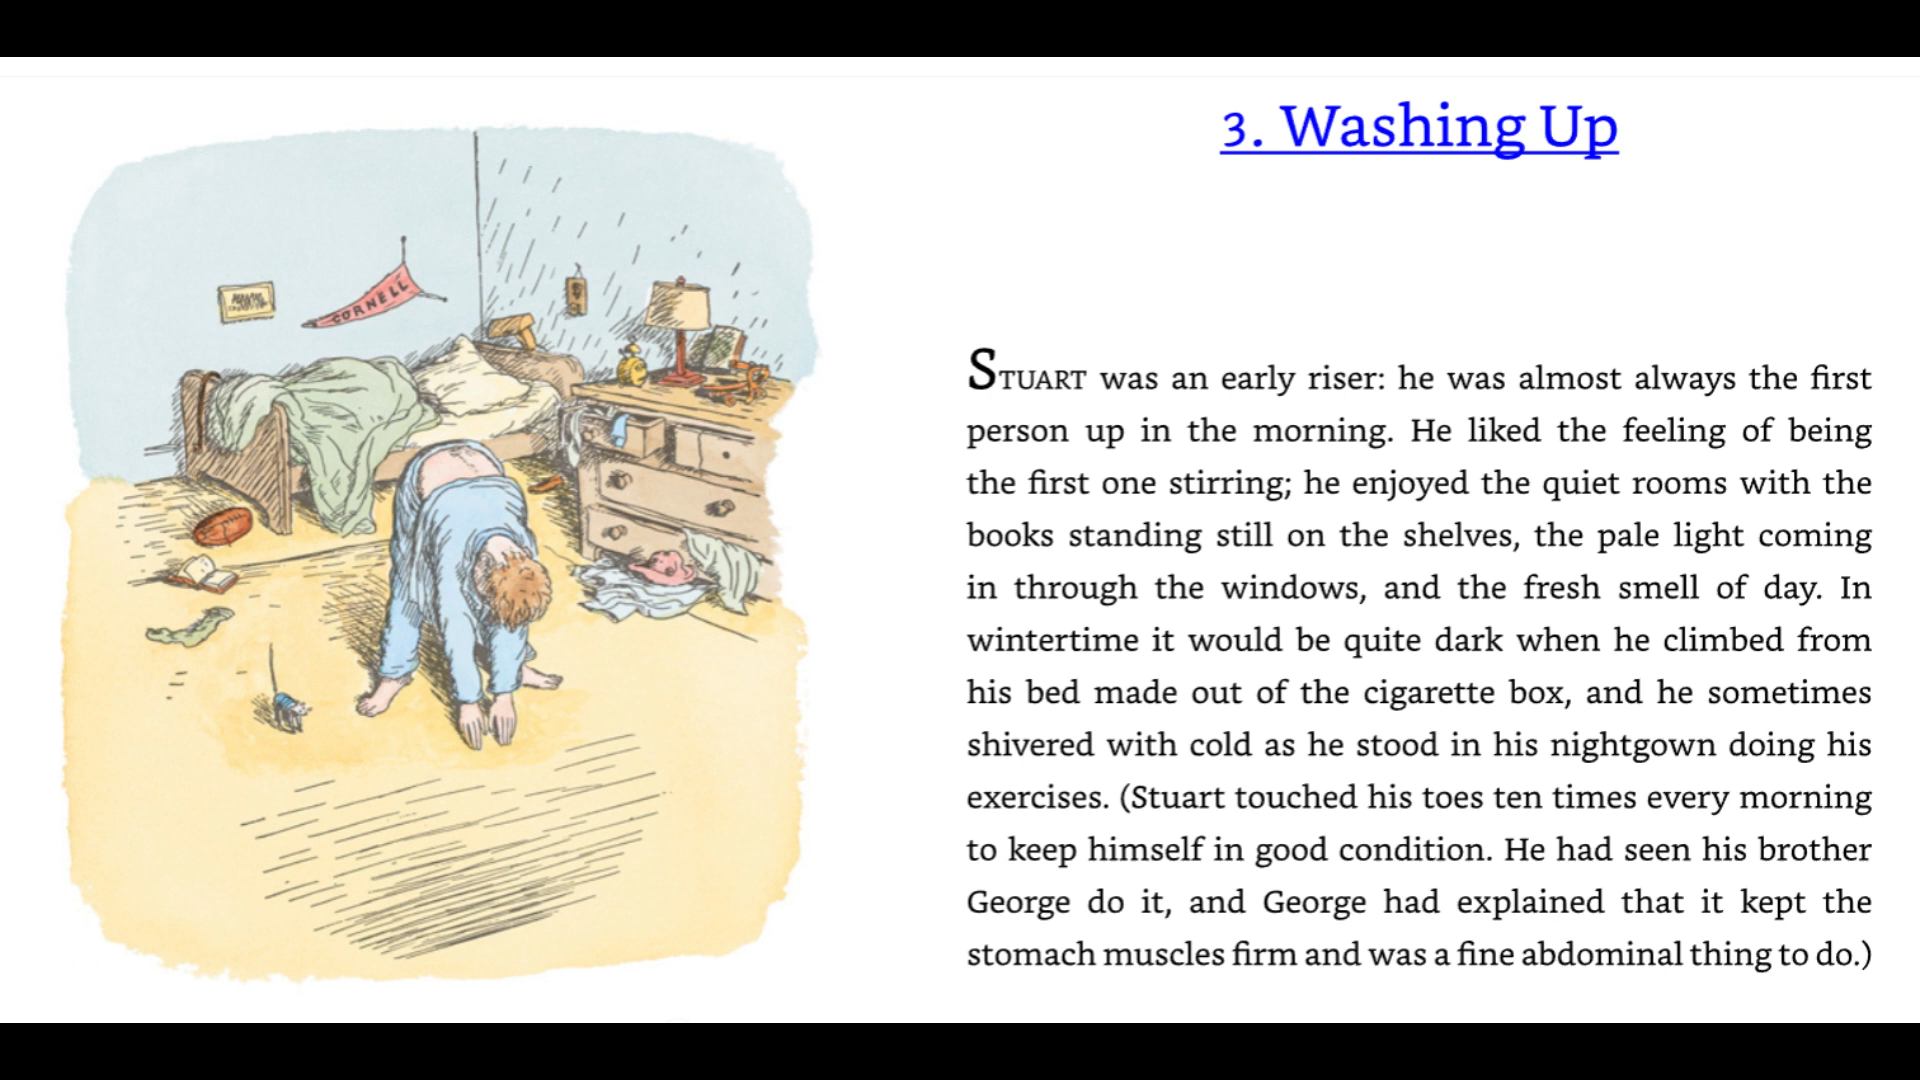 CORNELL
3. Washing Up
STUART was an early riser: he was almost always the first
person up in the morning. He liked the feeling of being
the first one stirring; he enjoyed the quiet rooms with the
books standing still on the shelves, the pale light coming
in through the windows, and the fresh smell of day. In
wintertime it would be quite dark when he climbed from
his bed made out of the cigarette box, and he sometimes
shivered with cold as he stood in his nightgown doing his
exercises. (Stuart touched his toes ten times every morning
to keep himself in good condition. He had seen his brother
George do it, and George had explained that it kept the
stomach muscles firm and was a fine abdominal thing to do.)